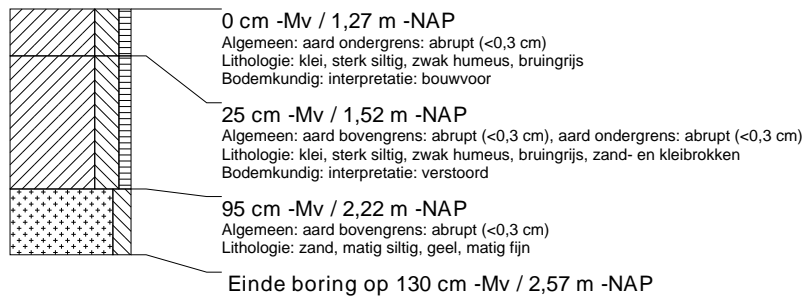 0 cm -Mv / 1,27 m -NAP
Algemeen: aard ondergrens: abrupt (<0,3 cm)
Lithologie: klei, sterk siltig, zwak humeus, bruingrijs
Bodemkundig: interpretatie: bouwvoor
25 cm -Mv / 1,52 m -NAP
Algemeen: aard bovengrens: abrupt (<0,3 cm), aard ondergrens: abrupt (<0,3 cm)
Lithologie: klei, sterk siltig, zwak humeus, bruingrijs, zand- en kleibrokken
Bodemkundig: interpretatie: verstoord
95 cm -Mv / 2,22 m -NAP
Algemeen: aard bovengrens: abrupt (<0,3 cm)
Lithologie: zand, matig siltig, geel, matig fijn
Einde boring op 130 cm -Mv / 2,57 m -NAP